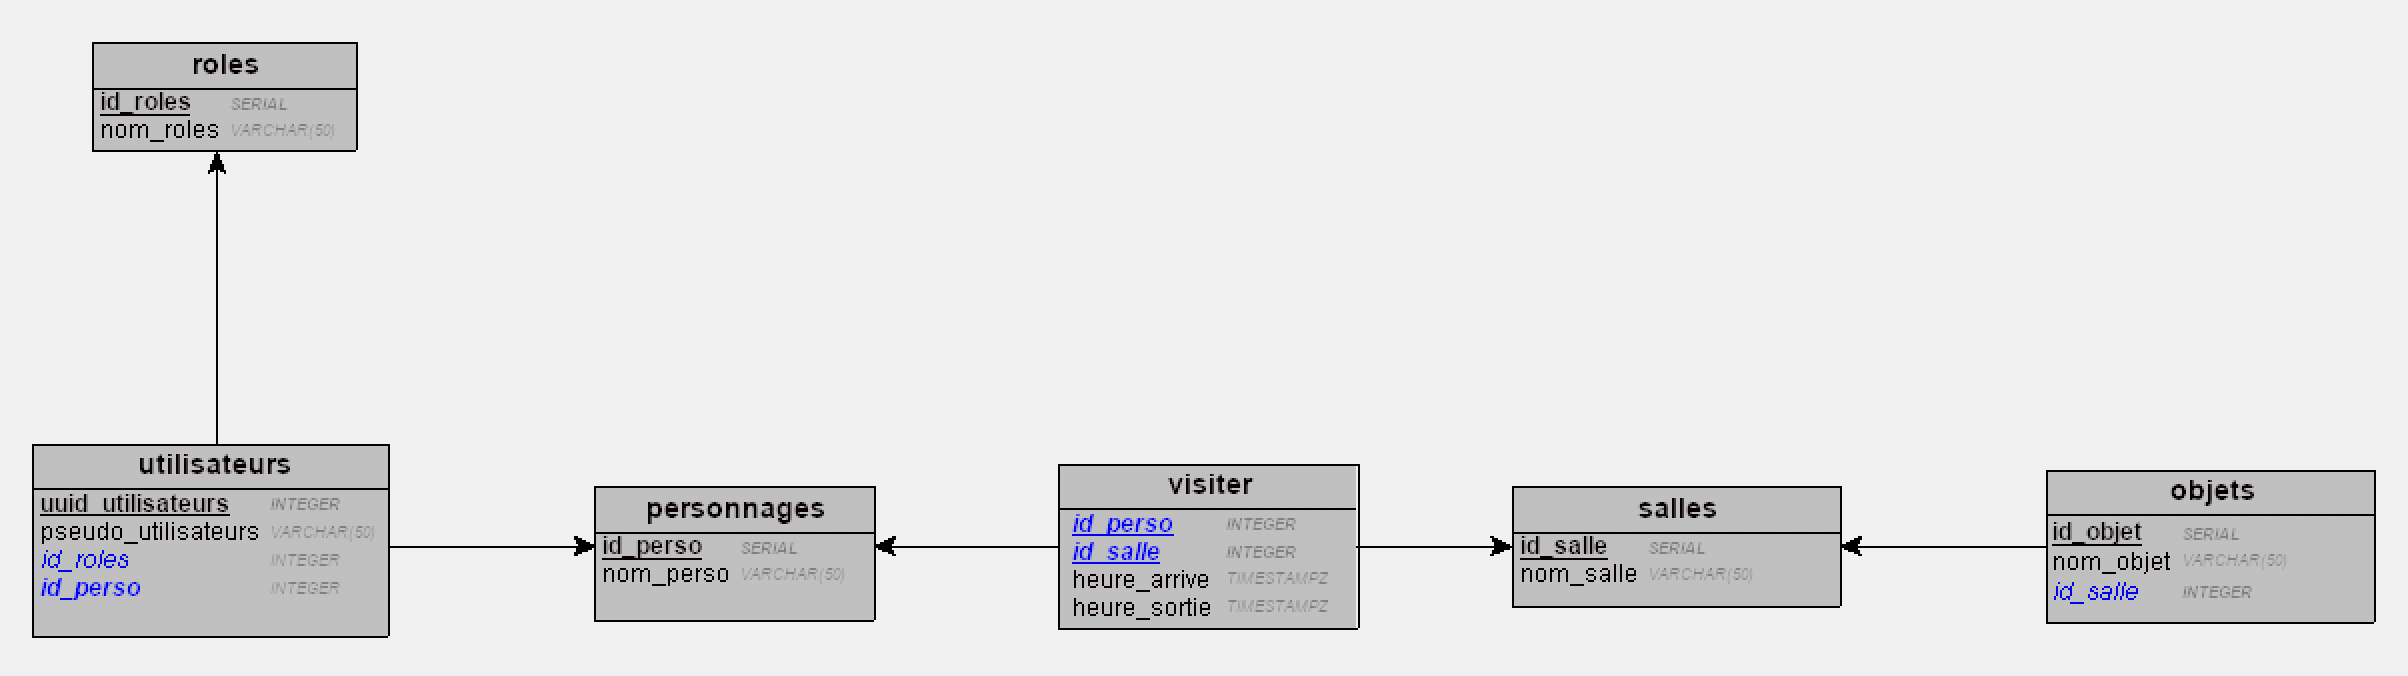 roles
id_roles SERIAL
nom_roles VARCHAR(50)
utilisateurs
uuid_utilisateurs INTEGER
pseudo_utilisateurs VARCHAR(50)
id_roles INTEGER
id_perso INTEGER
personnages
id_perso SERIAL
nom_perso VARCHAR(50)
visiter
id_perso INTEGER
id_salle INTEGER
heure_arrive TIMESTAMPZ
heure_sortie TIMESTAMPZ
salles
id_salle SERIAL
nom_salle VARCHAR(50)
objets
id_objet SERIAL
nom_objet VARCHAR(50)
id_salle INTEGER